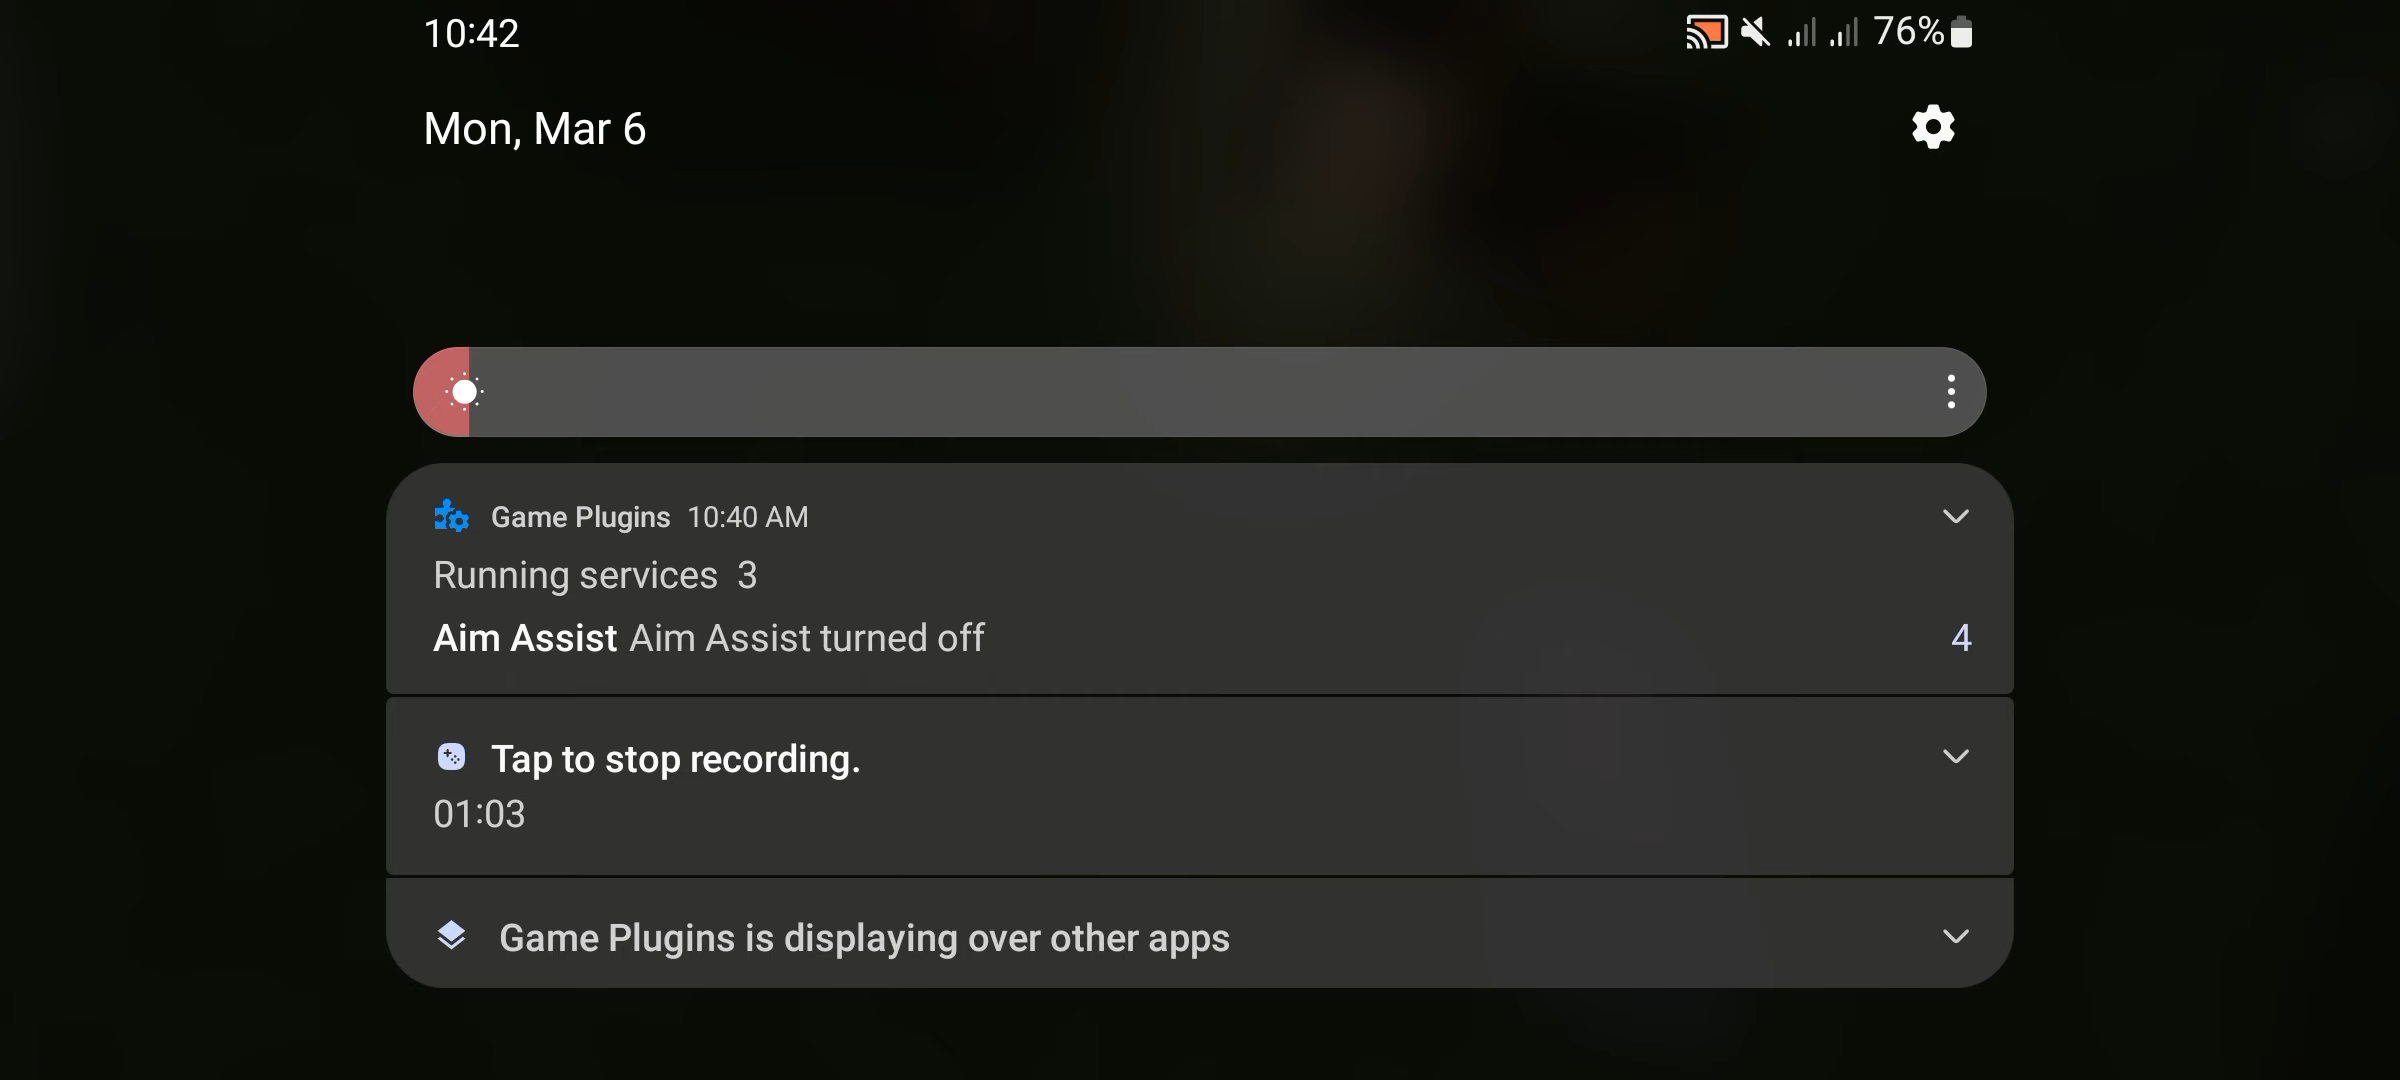 10:42
76%
Mon, Mar 6
Game Plugins 10:40 AM
Running services 3
Aim Assist Aim Assist turned off
4
Tap to stop recording.
01:03
Game Plugins is displaying over other apps